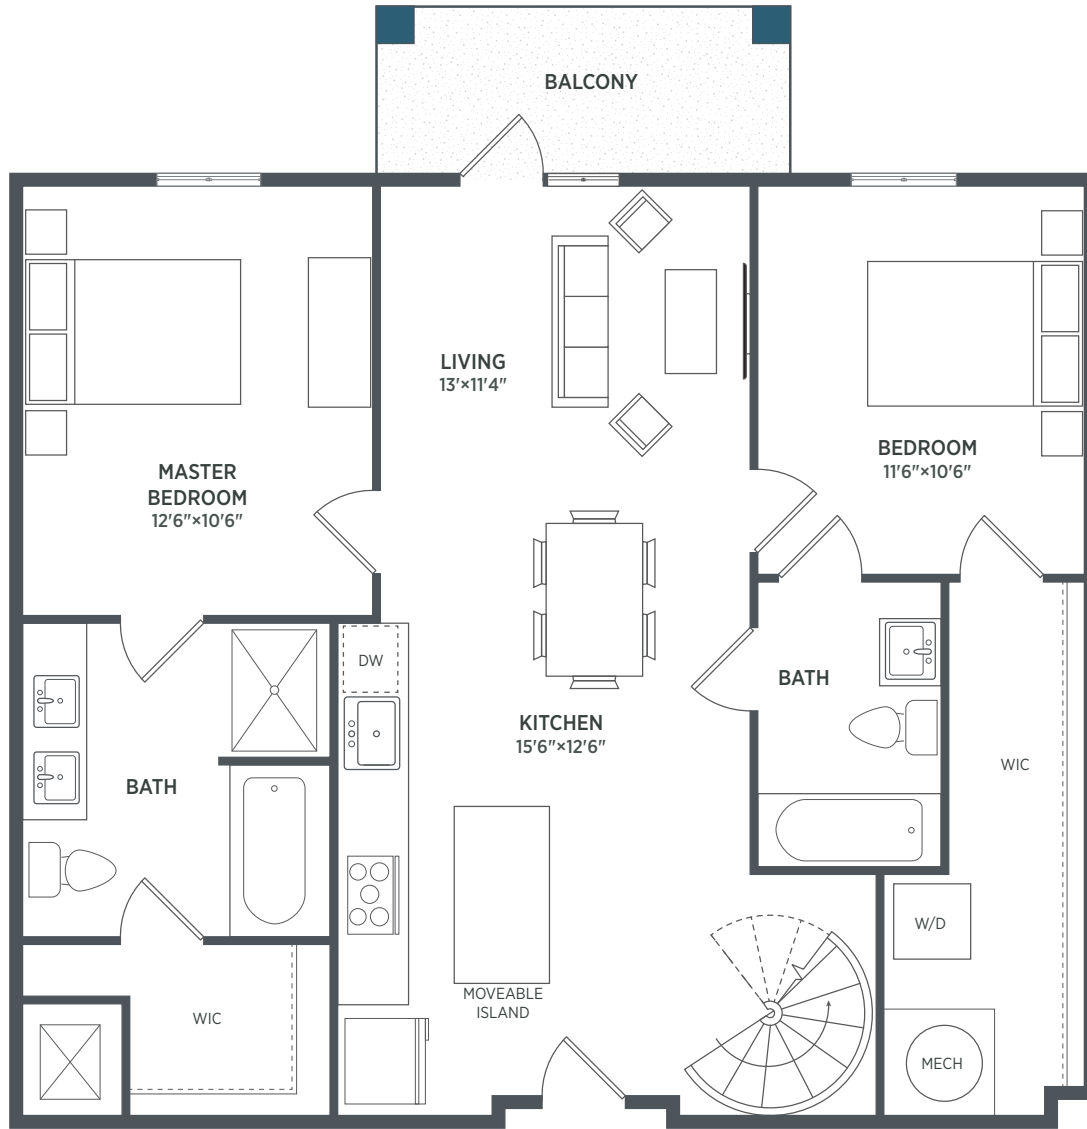 BALCONY
LIVING
13'×11'4"
MASTER
BEDROOM
12'6"×10'6"
BEDROOM
11'6"×10'6"
DW
BATH
KITCHEN
15'6"×12'6"
WIC
BATH
W/D
MOVEABLE
ISLAND
WIC
MECH